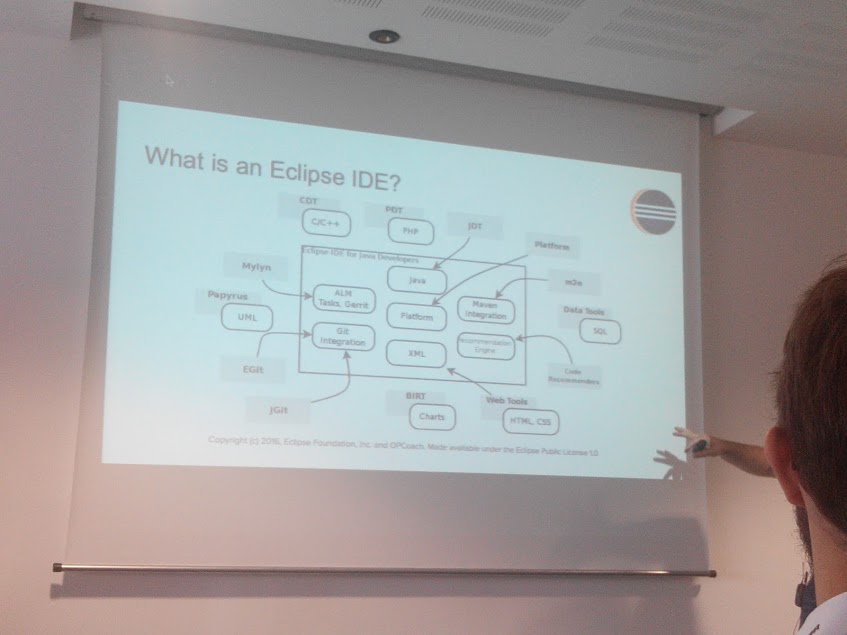 What is an Eclipse IDE?
CDT
C/C++
PDT
PHP
JDT
Platform
Eclipse IDE for Java Developers
Java
Mylyn
m2e
ALM
Tasks, Gerrit
Maven
Integration
Papyrus
UML
Platform
Data Tools
SQL
Git
Integration
Recommendation
Engine
XML
EGit
Code
Recommenders
JGit
BIRT
Charts
Web Tools
HTML, CSS
Copyright (c) 2016, Eclipse Foundation, Inc. and OPCoach. Made available under the Eclipse Public License 1.0